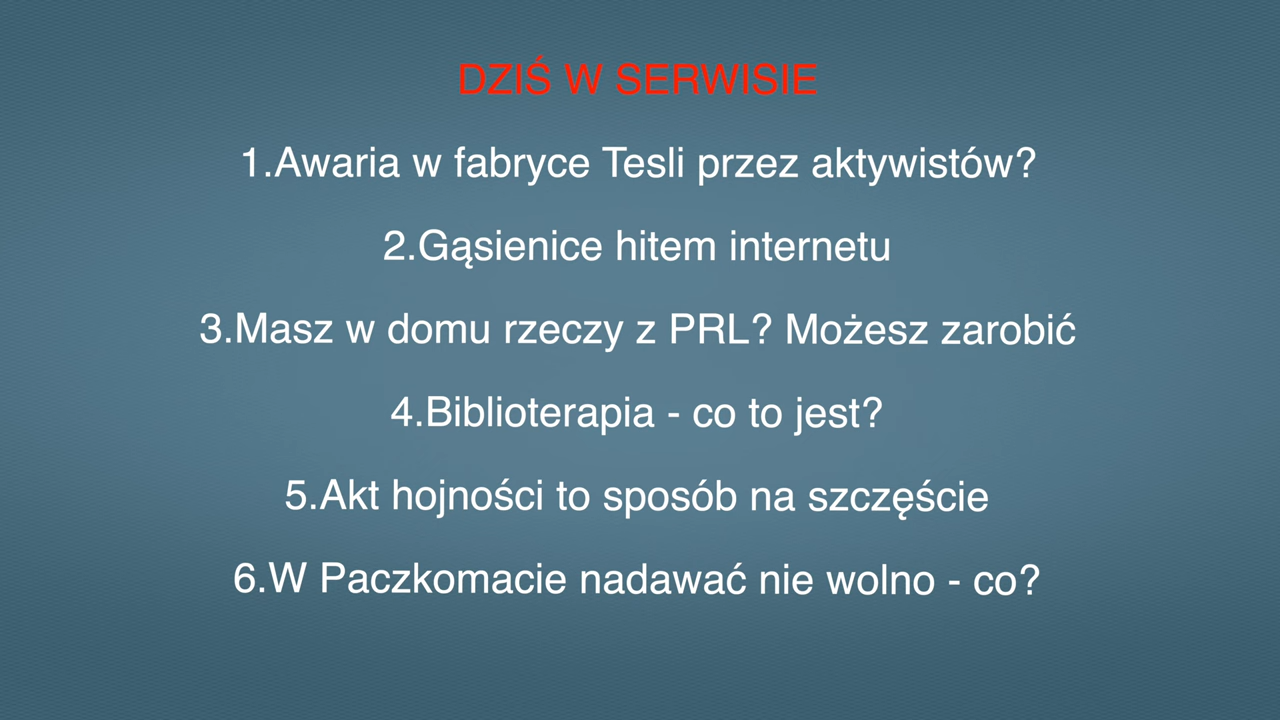 DZIŚ W SERWISIE
1.Awaria w fabryce Tesli przez aktywistów?
2.Gąsienice hitem internetu
3.Masz w domu rzeczy z PRL? Możesz zarobić
4.Biblioterapia - co to jest?
5.Akt hojności to sposób na szczęście
6.W Paczkomacie nadawać nie wolno - co?